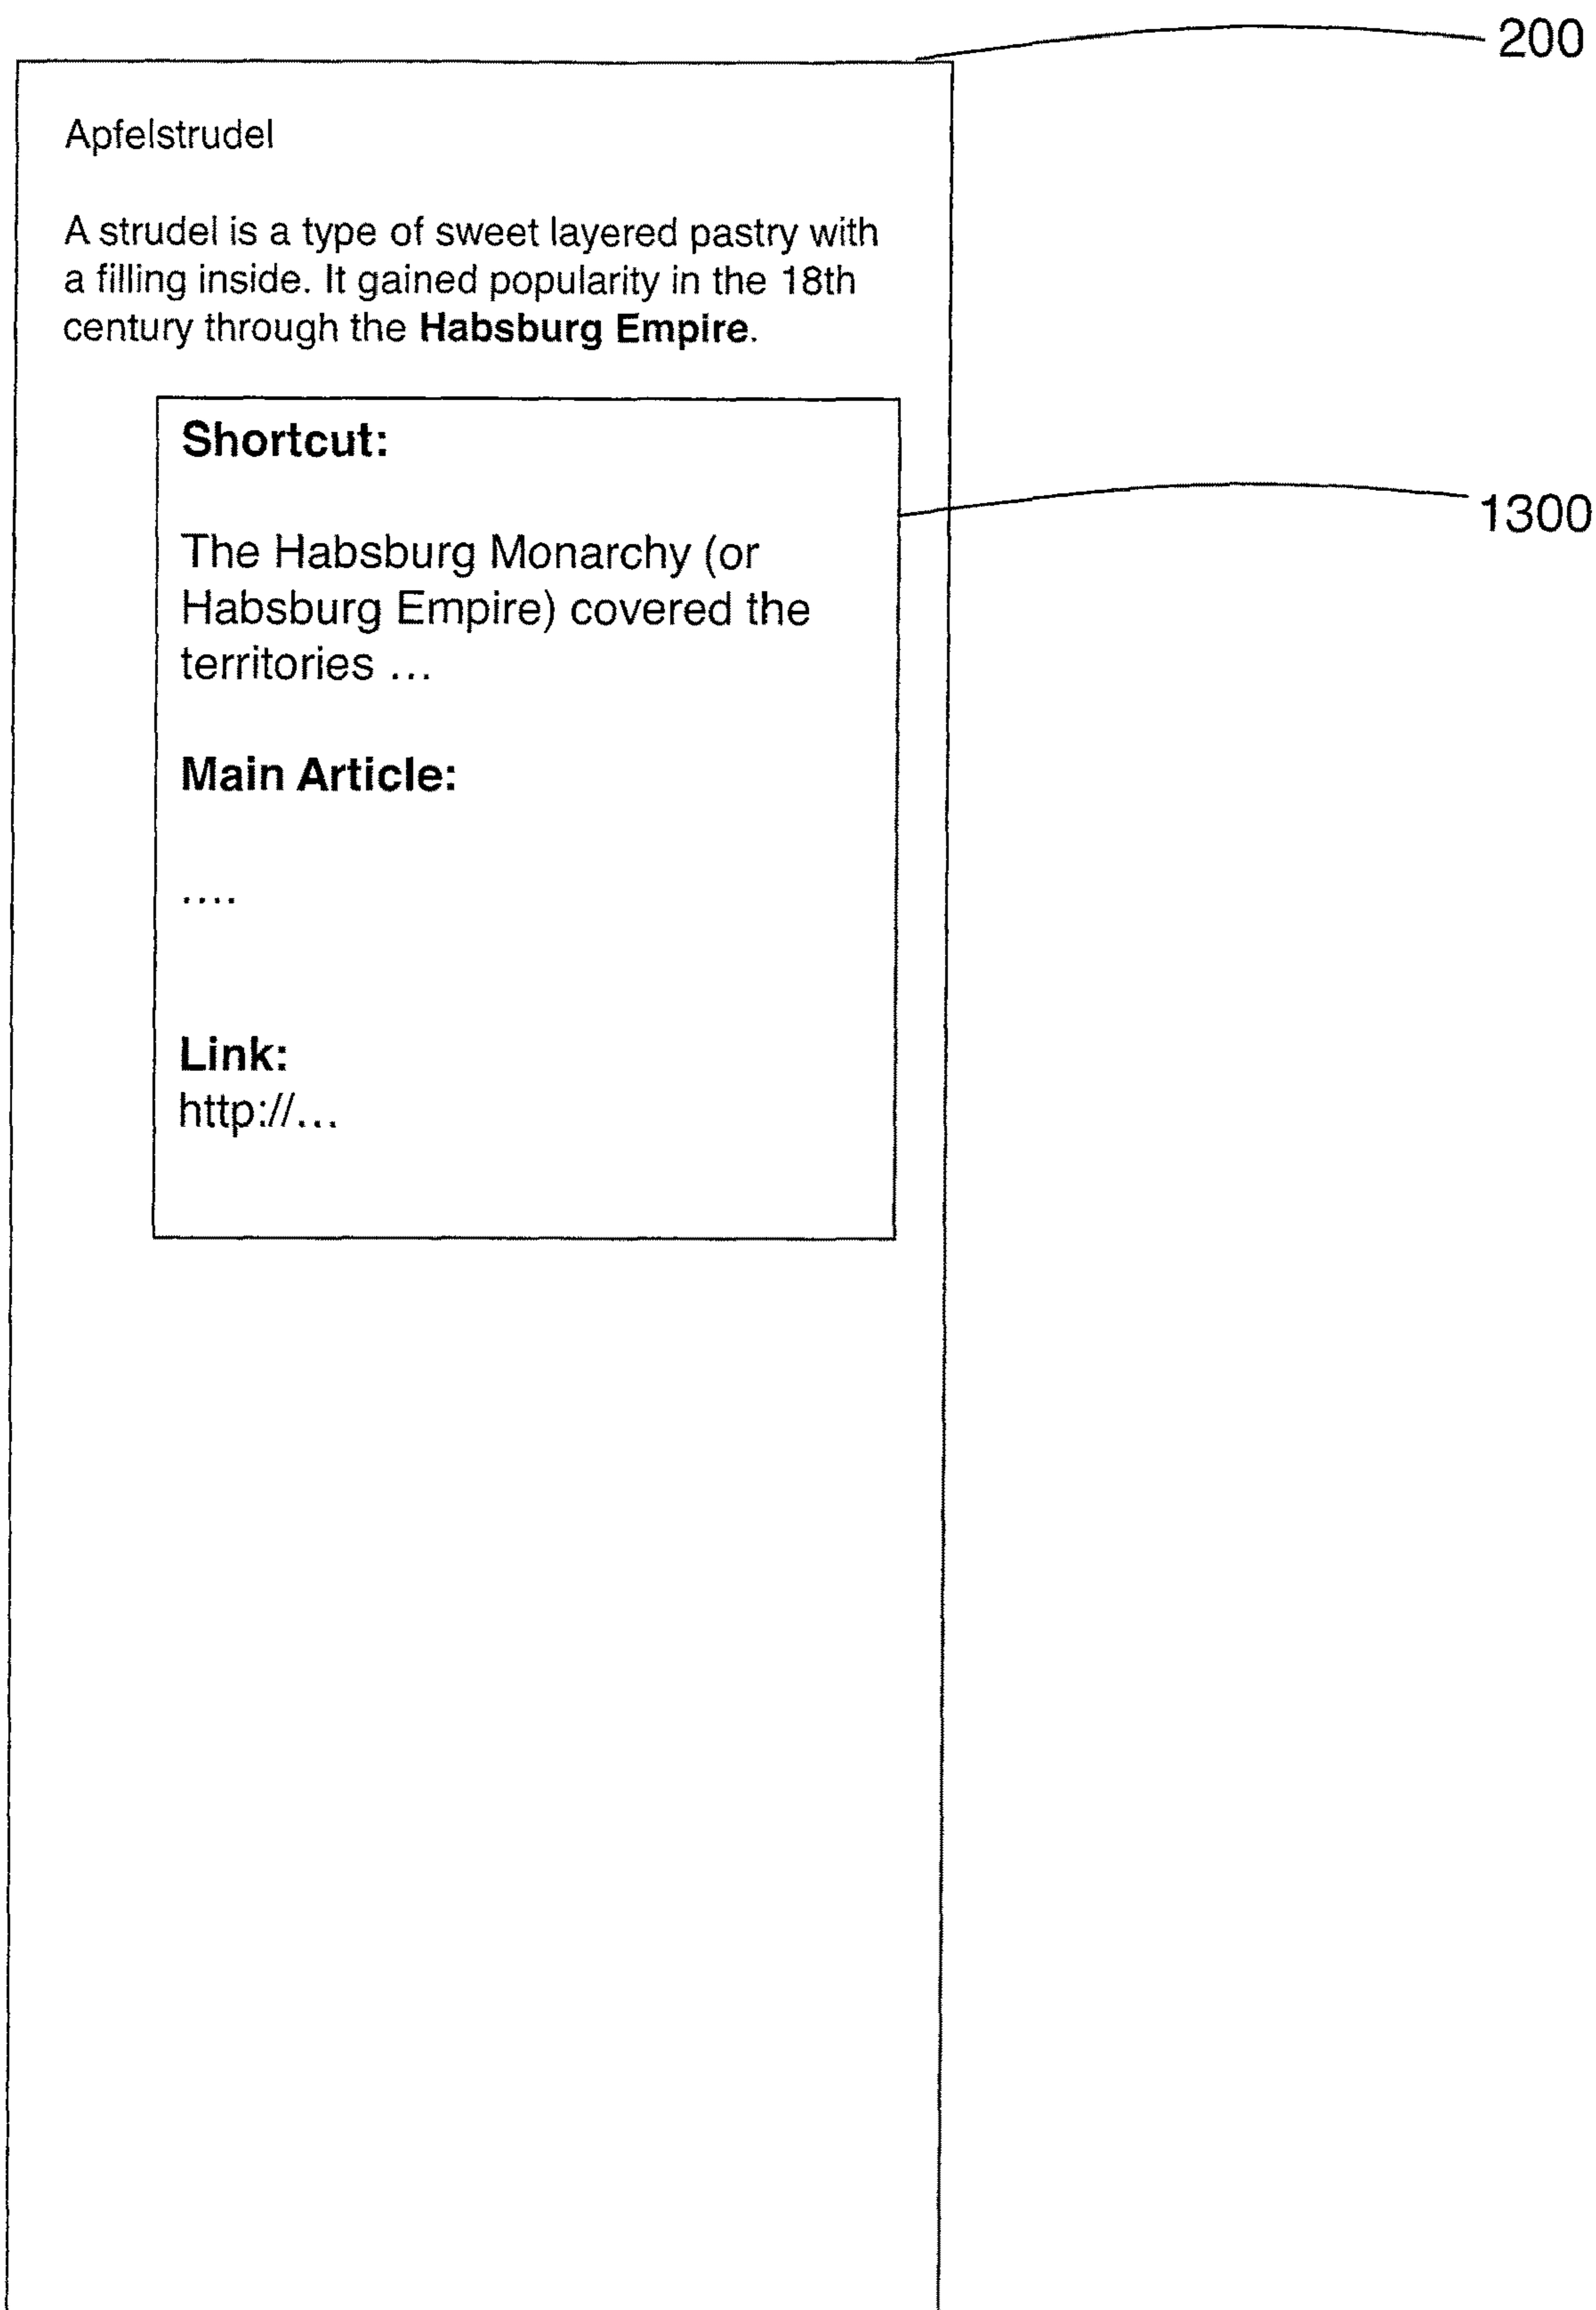 200
Apfelstrudel
A strudel is a type of sweet layered pastry with
a filling inside. It gained popularity in the 18th
century through the Habsburg Empire.
Shortcut:
1300
The Habsburg Monarchy (or
Habsburg Empire) covered the
territories ...
Main Article:
....
Link:
http://...